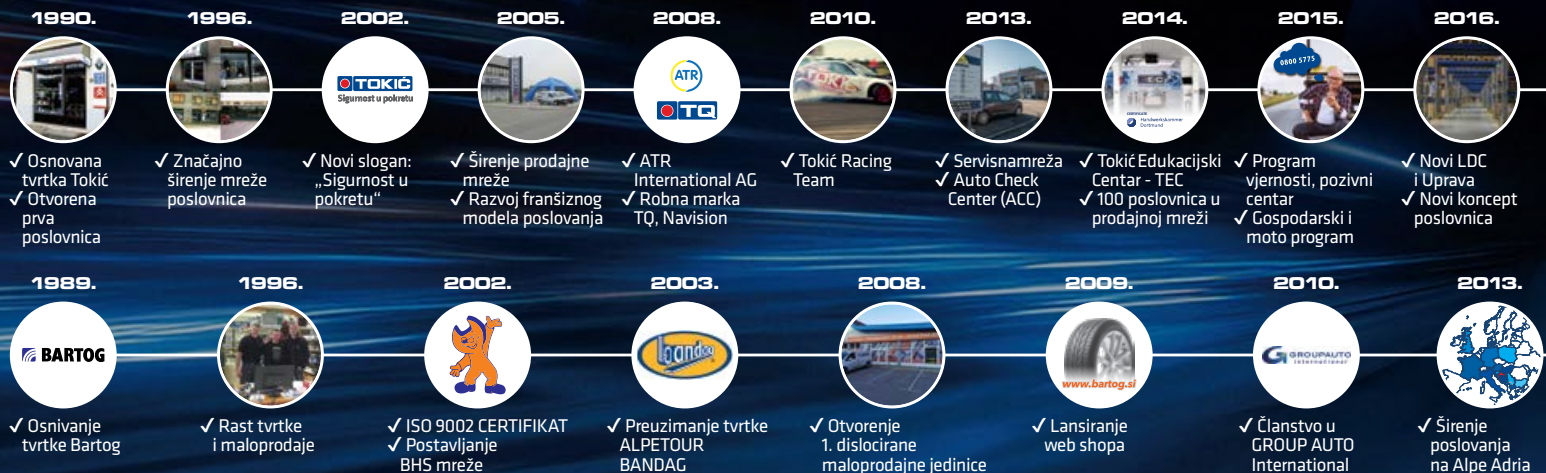 1990.
1996.
2002.
2005.
2008.
2010.
2013.
2014.
2015.
2016.
TOKIĆ
Sigurnost u pokretu
ATR
TQ
TEC
CERTIFICATE
Handwerkskammer
Dortmund
0800 5775
✓ Osnovana
tvrtka Tokić
✓ Otvorena
prva
poslovnica
✓ Značajno
širenje mreže
poslovnica
✓ Novi slogan:
„Sigurnost u
pokretu“
✓ Širenje prodajne
mreže
✓ Razvoj franšiznog
modela poslovanja
✓ ATR
International AG
✓ Robna marka
TQ, Navision
✓ Tokić Racing
Team
✓ Servisnamreža
✓ Auto Check
Center (ACC)
✓ Tokić Edukacijski
Centar - TEC
✓ 100 poslovnica u
prodajnoj mreži
✓ Program
vjernosti, pozivni
centar
✓ Gospodarski i
moto program
✓ Novi LDC
i Uprava
✓ Novi koncept
poslovnica
1989.
1996.
2002.
2003.
2008.
2009.
2010.
2013.
BARTOG
bandag
www.bartog.si
GROUPAUTO
International
✓ Osnivanje
tvrtke Bartog
✓ Rast tvrtke
i maloprodaje
✓ ISO 9002 CERTIFIKAT
✓ Postavljanje
BHS mreže
✓ Preuzimanje tvrtke
ALPETOUR
BANDAG
✓ Otvorenje
1. dislocirane
maloprodajne jedinice
✓ Lansiranje
web shopa
✓ Članstvo u
GROUP AUTO
International
✓ Širenje
poslovanja
na Alpe Adria